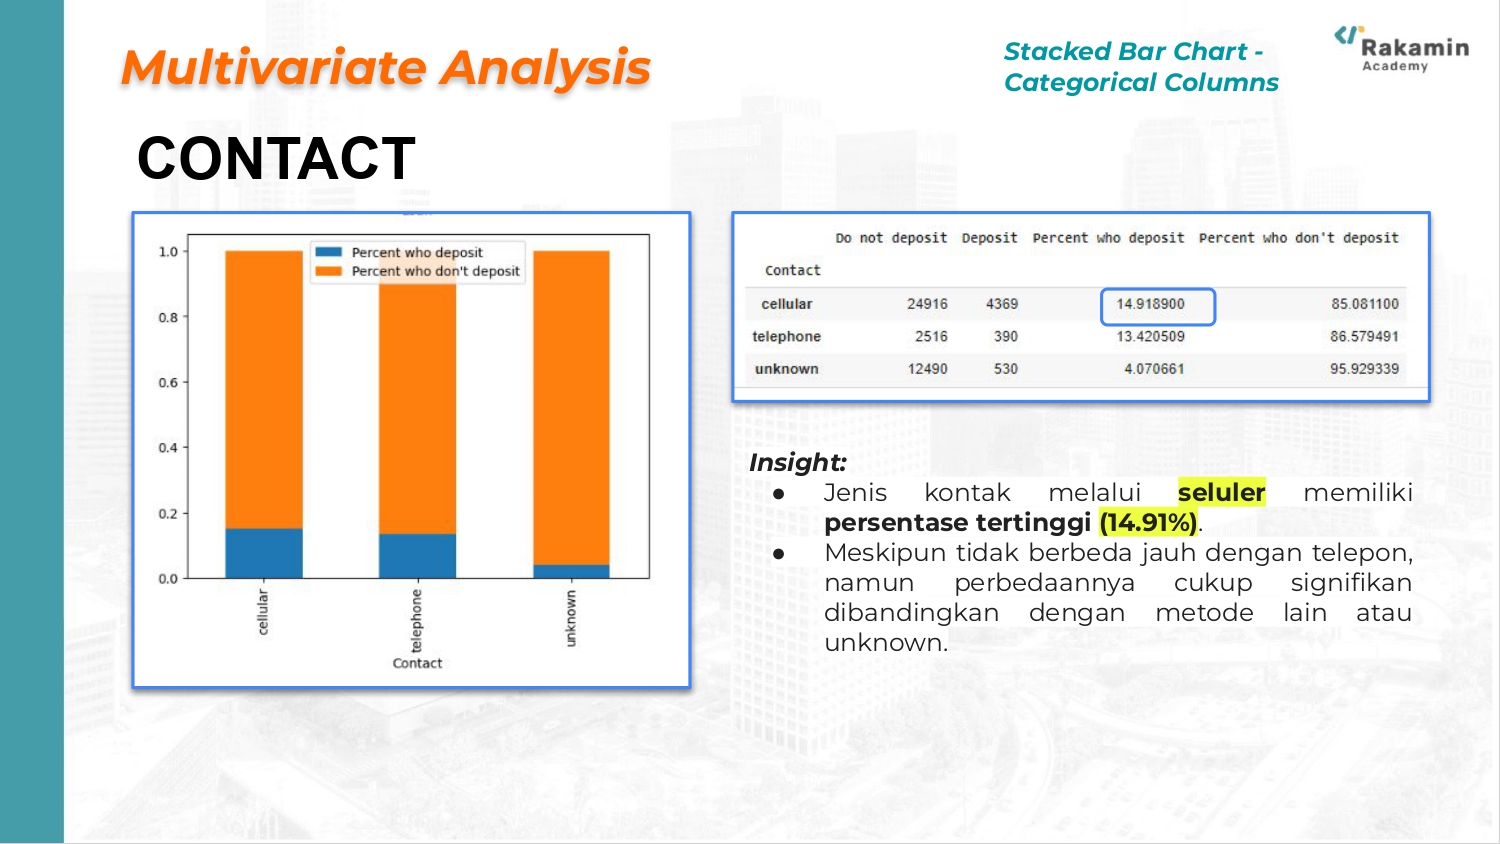 Multivariate Analysis
Stacked Bar Chart -
Categorical Columns
Rakamin
Academy
CONTACT
1.0
0.8
0.6
0.4
0.2
0.0
Percent who deposit
Percent who don't deposit
cellular
telephone
unknown
Contact
Do not deposit Deposit Percent who deposit Percent who don't deposit
Contact
cellular 24916 4369 14.918900 85.081100
telephone 2516 390 13.420509 86.579491
unknown 12490 530 4.070661 95.929339
Insight:
● Jenis kontak melalui seluler memiliki
persentase tertinggi (14.91%).
● Meskipun tidak berbeda jauh dengan telepon,
namun perbedaannya cukup signifikan
dibandingkan dengan metode lain atau
unknown.